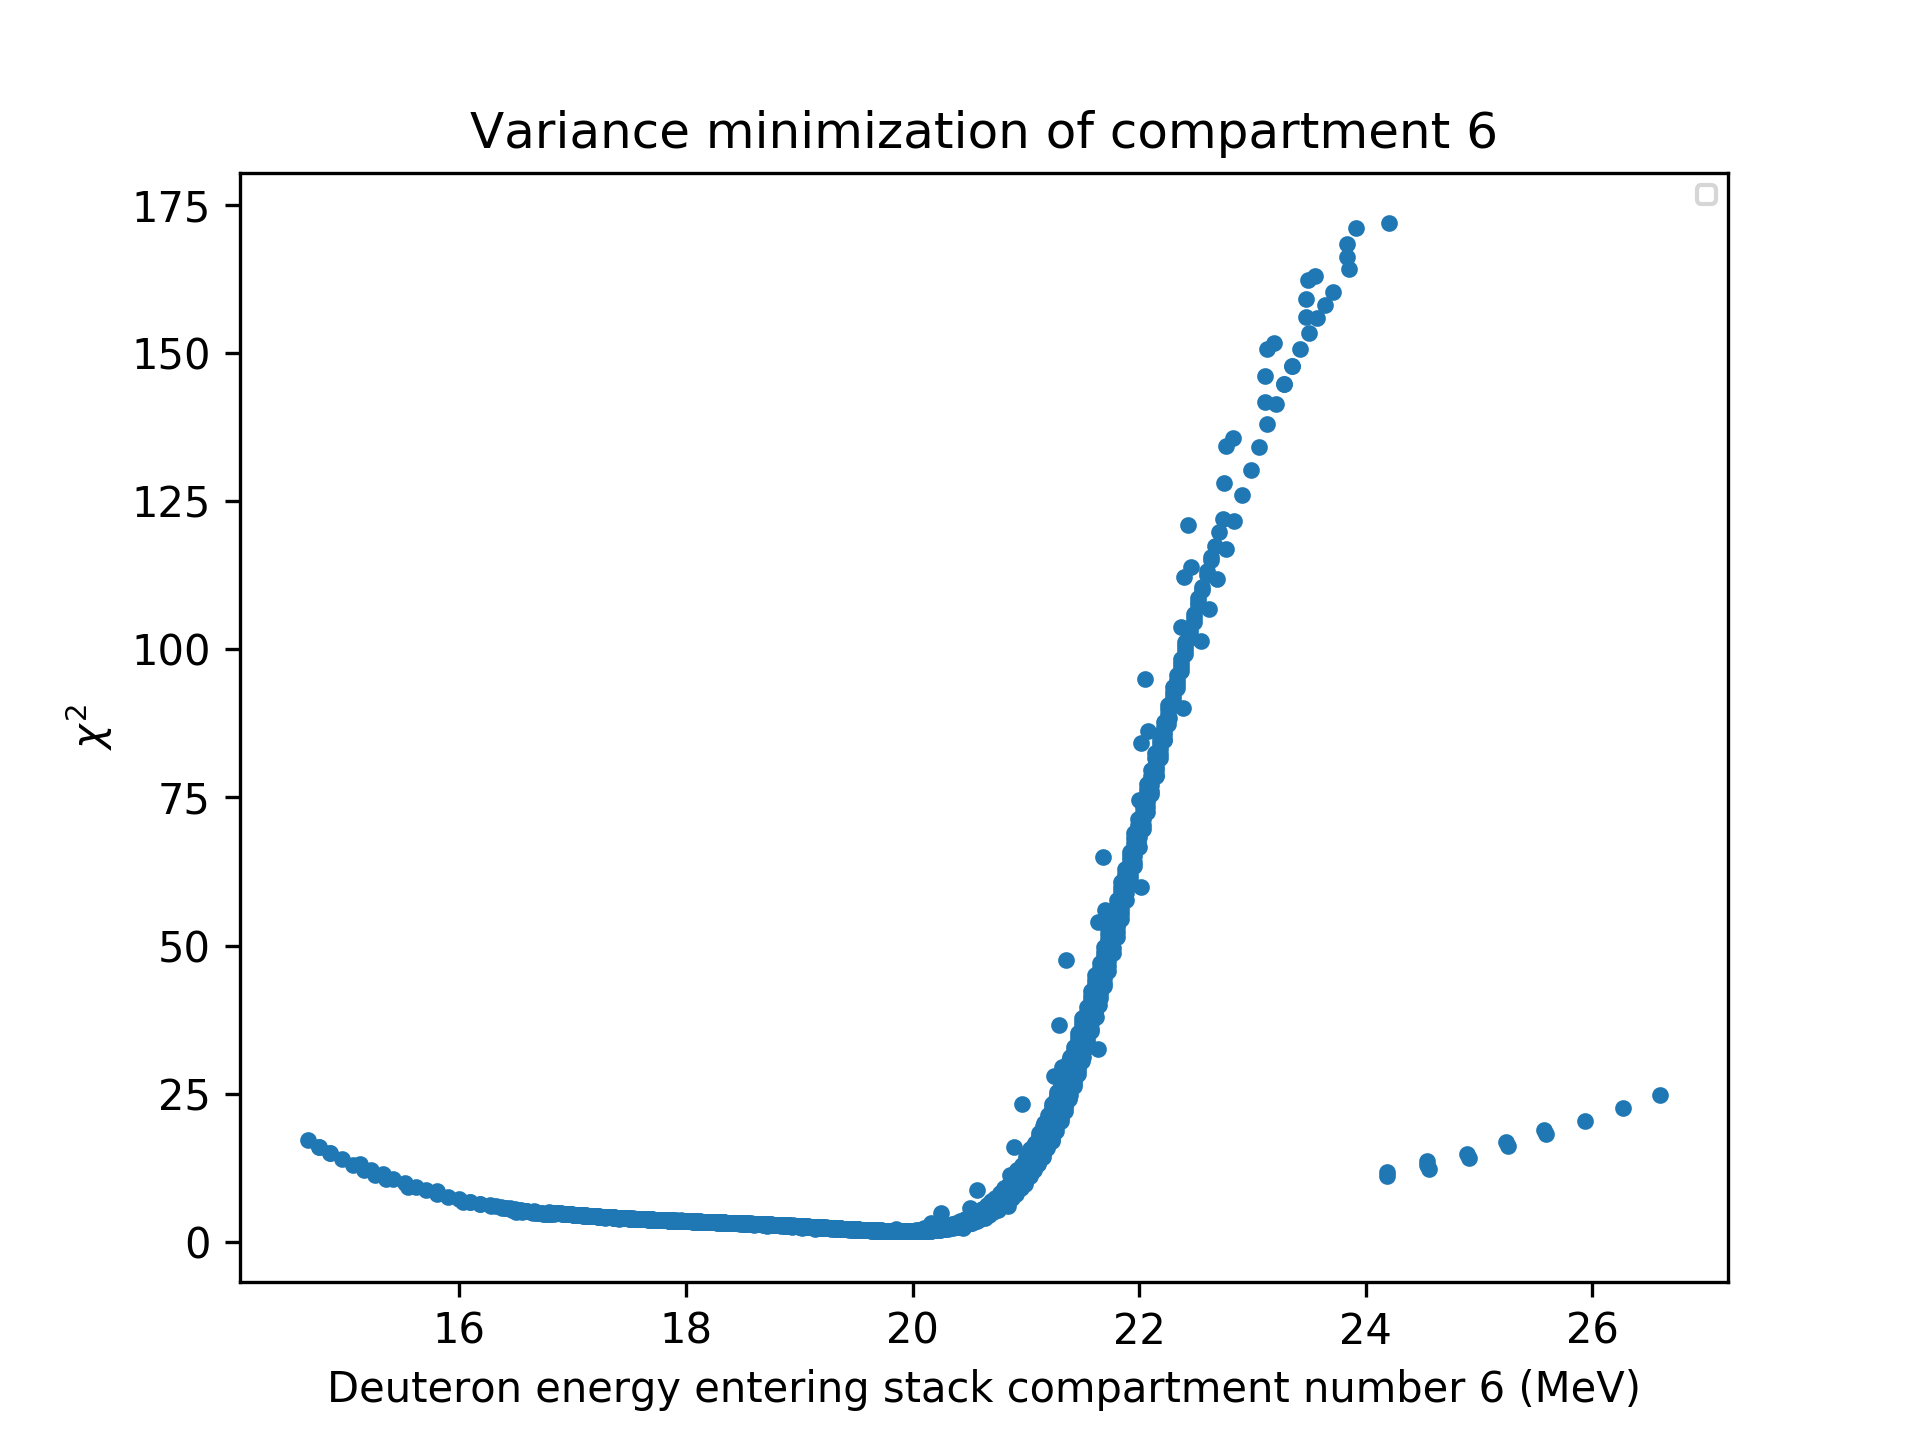 Variance minimization of compartment 6
175
150
125
100
75
50
25
0
χ²
16 18 20 22 24 26
Deuteron energy entering stack compartment number 6 (MeV)